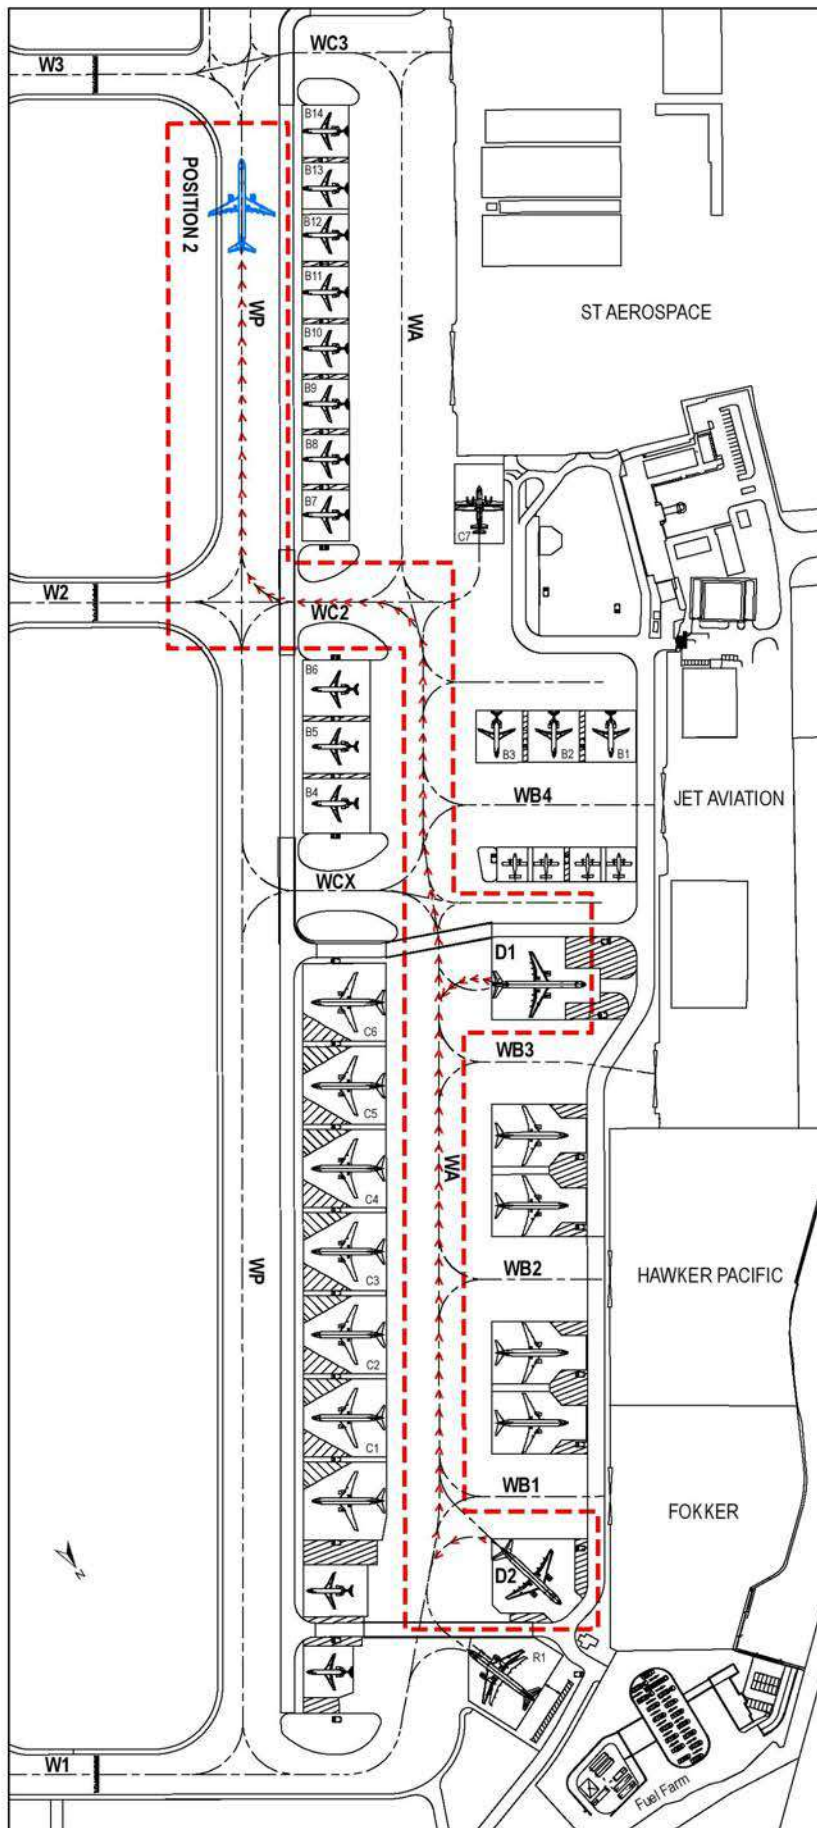 WC3
W3
B14
B13
POSITION 2
B12
B11
WP
WA
ST AEROSPACE
B10
B9
B8
B7
C7
W2
WC2
B6
B5
B4
B3
B2
B1
WB4
JET AVIATION
WCX
D1
C6
WB3
C5
WA
C4
WP
C3
WB2
HAWKER PACIFIC
C2
C1
WB1
FOKKER
N
D2
R1
W1
Fuel Farm